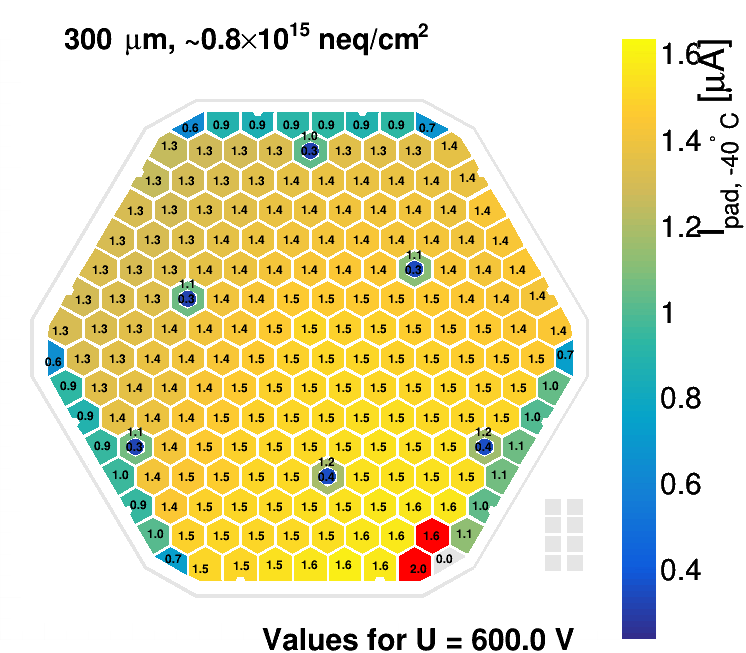 300 μm, ~0.8×10¹⁵ neq/cm²
0.6 0.9 0.9 0.9 0.9 0.9 0.9 0.7
1.0
1.3 1.3 1.3 1.3 0.3 1.3 1.3 1.3 1.4
1.3 1.3 1.3 1.3 1.4 1.4 1.4 1.4 1.4 1.4
1.3 1.3 1.3 1.4 1.4 1.4 1.4 1.4 1.4 1.4 1.4
1.3 1.3 1.3 1.4 1.4 1.4 1.4 1.4 1.4 1.4 1.4 1.4
1.1
1.3 1.3 1.3 1.4 1.4 1.4 1.4 1.4 1.4 0.3 1.4 1.4 1.4
1.1
1.3 1.3 1.3 0.3 1.4 1.4 1.5 1.4 1.4 1.4 1.4 1.4 1.4 1.4
1.3 1.3 1.3 1.4 1.4 1.4 1.5 1.5 1.5 1.5 1.5 1.5 1.4 1.4 1.4
0.6 1.3 1.3 1.4 1.4 1.4 1.5 1.5 1.5 1.5 1.5 1.5 1.5 1.5 1.5 0.7
0.9 1.3 1.4 1.4 1.4 1.5 1.5 1.5 1.5 1.5 1.5 1.5 1.5 1.5 1.0
0.9 1.4 1.4 1.4 1.5 1.5 1.5 1.5 1.5 1.5 1.5 1.5 1.5 1.0
1.1 1.2
0.9 0.3 1.4 1.5 1.5 1.5 1.5 1.5 1.5 1.5 1.5 0.4 1.1
1.2
1.0 1.4 1.5 1.5 1.5 1.5 0.4 1.5 1.5 1.5 1.5 1.1
0.9 1.4 1.5 1.5 1.5 1.5 1.5 1.5 1.6 1.6 1.0
1.0 1.5 1.5 1.5 1.5 1.5 1.6 1.6 1.6 1.1
0.7 1.5 1.5 1.5 1.6 1.6 1.6 2.0 0.0
Values for U = 600.0 V
1.6
1.4
1.2
1
0.8
0.6
0.4
I pad, -40° C [μA]